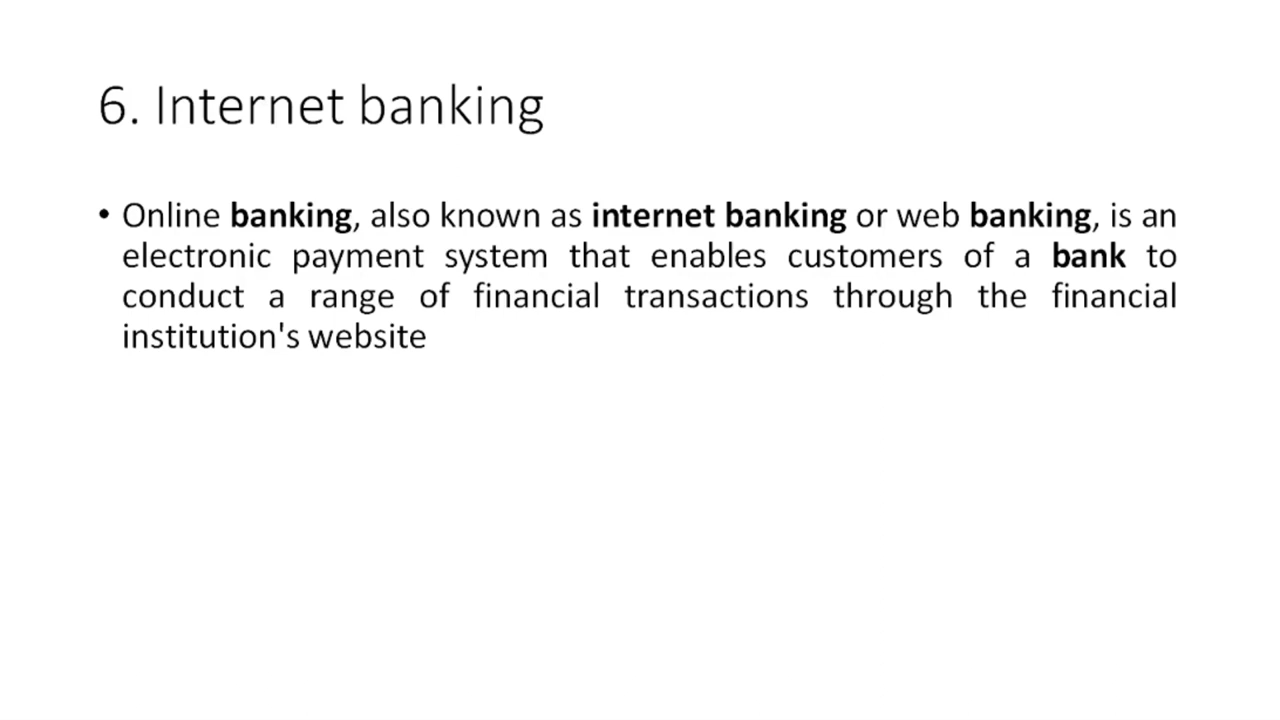 6. Internet banking
• Online banking, also known as internet banking or web banking, is an
electronic payment system that enables customers of a bank to
conduct a range of financial transactions through the financial
institution's website